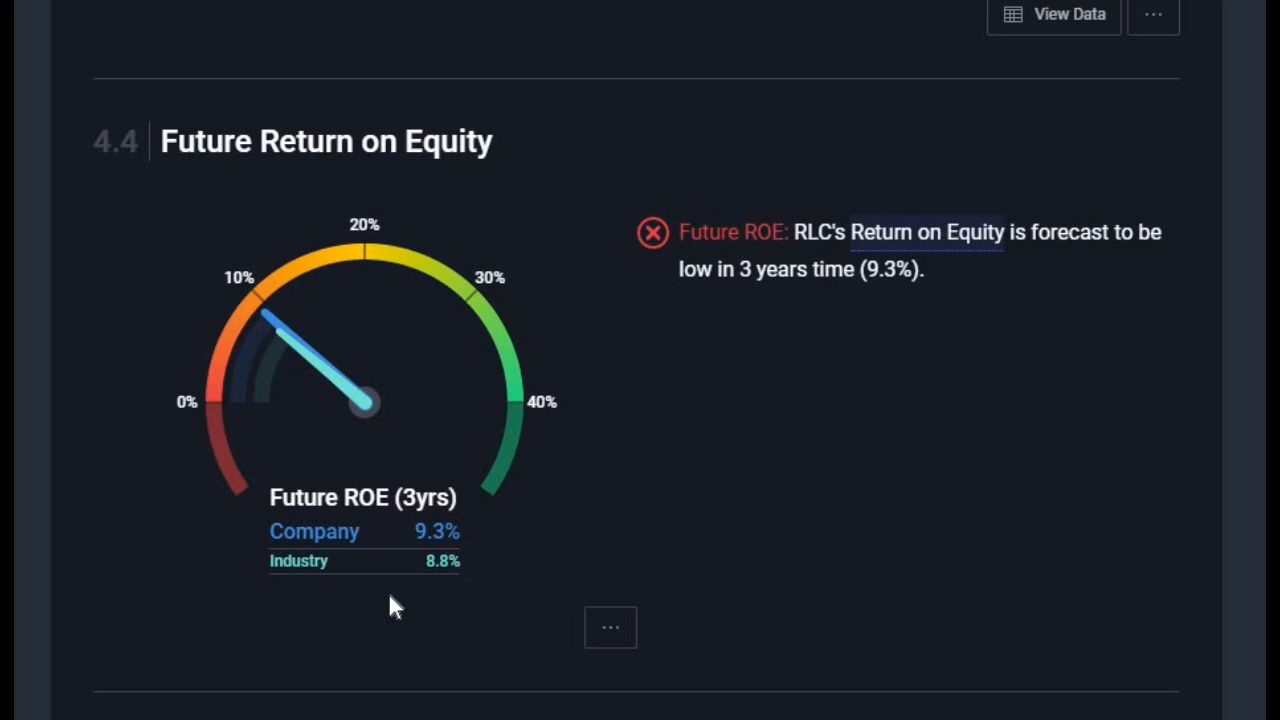 View Data
...
4.4 Future Return on Equity
20%
10%
30%
0%
40%
Future ROE (3yrs)
Company 9.3%
Industry 8.8%
Future ROE: RLC's Return on Equity is forecast to be
low in 3 years time (9.3%).
...